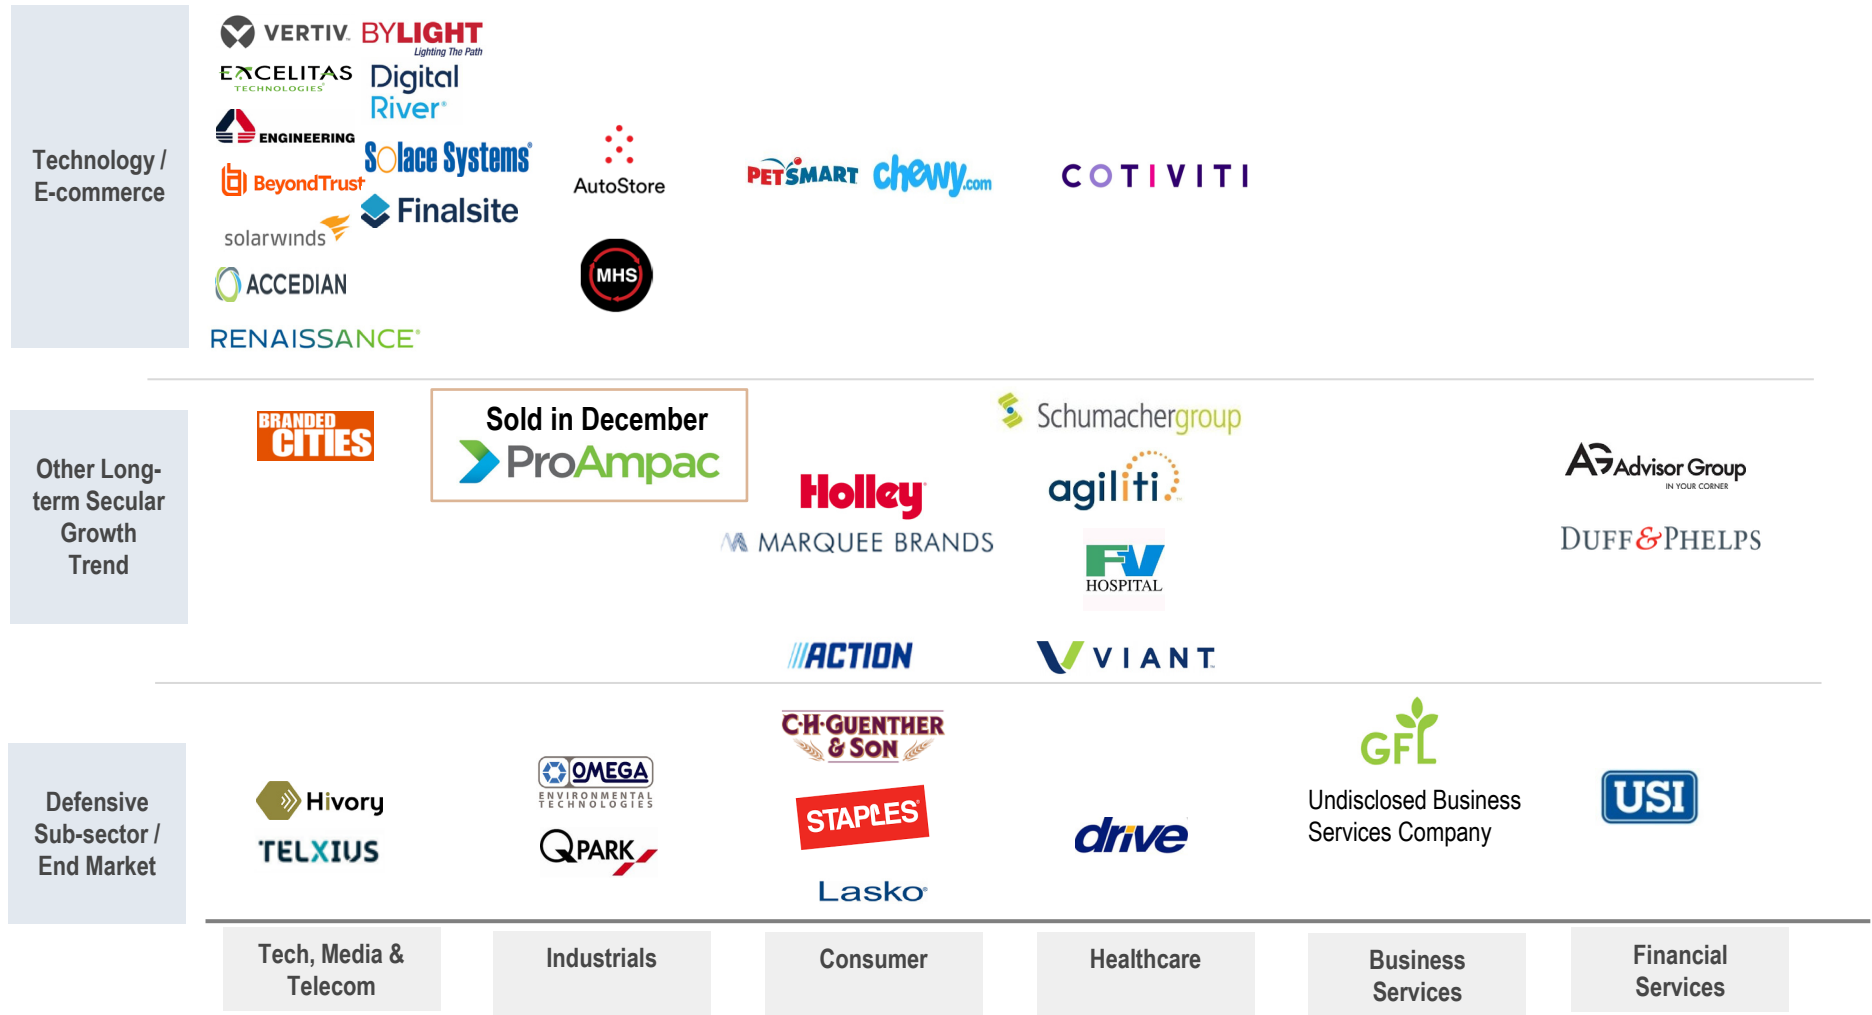 Technology /
E-commerce
VERTIV
BYLIGHT
Lighting The Path
EXCELITAS
TECHNOLOGIES
Digital
River
ENGINEERING
Solace Systems
BeyondTrust
Finalsite
solarwinds
ACCEDIAN
RENAISSANCE
AutoStore
MHS
PETSMART
chewy.com
COTIVITI
Other Long-
term Secular
Growth
Trend
BRANDED
CITIES
Sold in December
ProAmpac
Holley
MARQUEE BRANDS
ACTION
Schumachergroup
agiliti
FV
HOSPITAL
VIANT
AG Advisor Group
IN YOUR CORNER
DUFF&PHELPS
Defensive
Sub-sector /
End Market
Hivory
TELXIUS
OMEGA
ENVIRONMENTAL
TECHNOLOGIES
QPARK
C·H·GUENTHER
& SON
STAPLES
Lasko
drive
GFL
Undisclosed Business
Services Company
USI
Tech, Media &
Telecom
Industrials
Consumer
Healthcare
Business
Services
Financial
Services